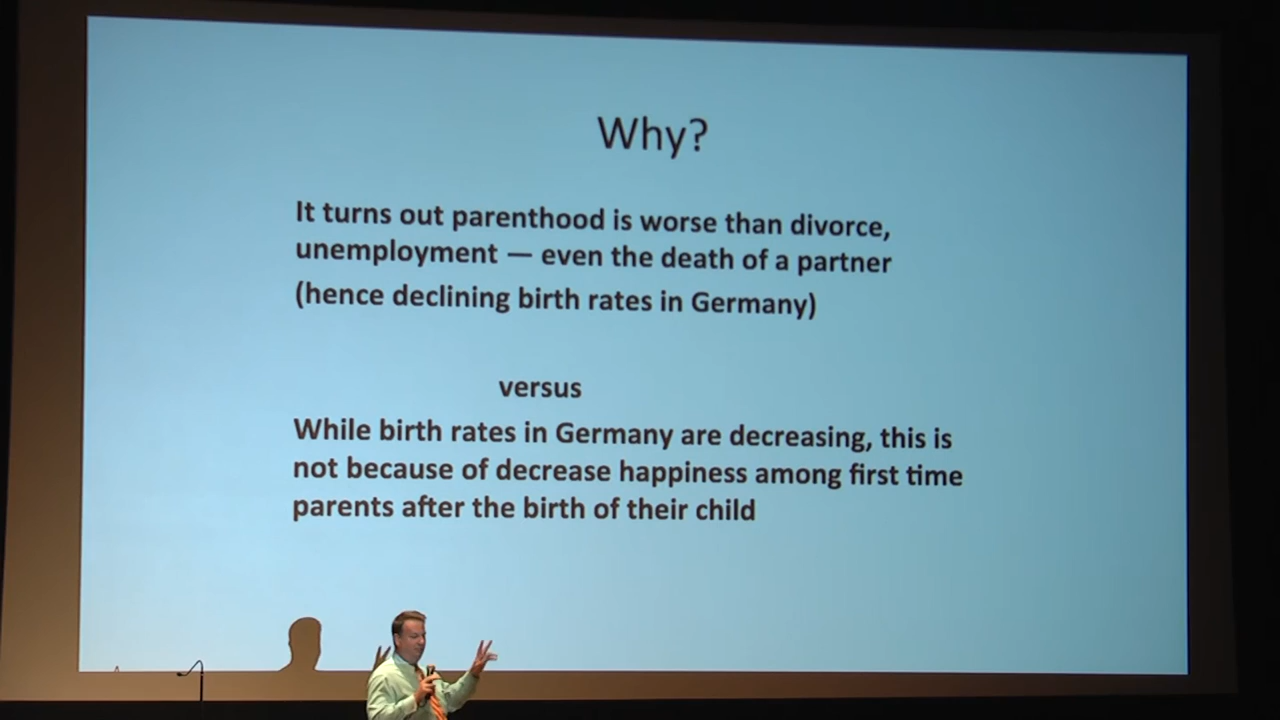 Why?
It turns out parenthood is worse than divorce,
unemployment — even the death of a partner
(hence declining birth rates in Germany)
versus
While birth rates in Germany are decreasing, this is
not because of decrease happiness among first time
parents after the birth of their child